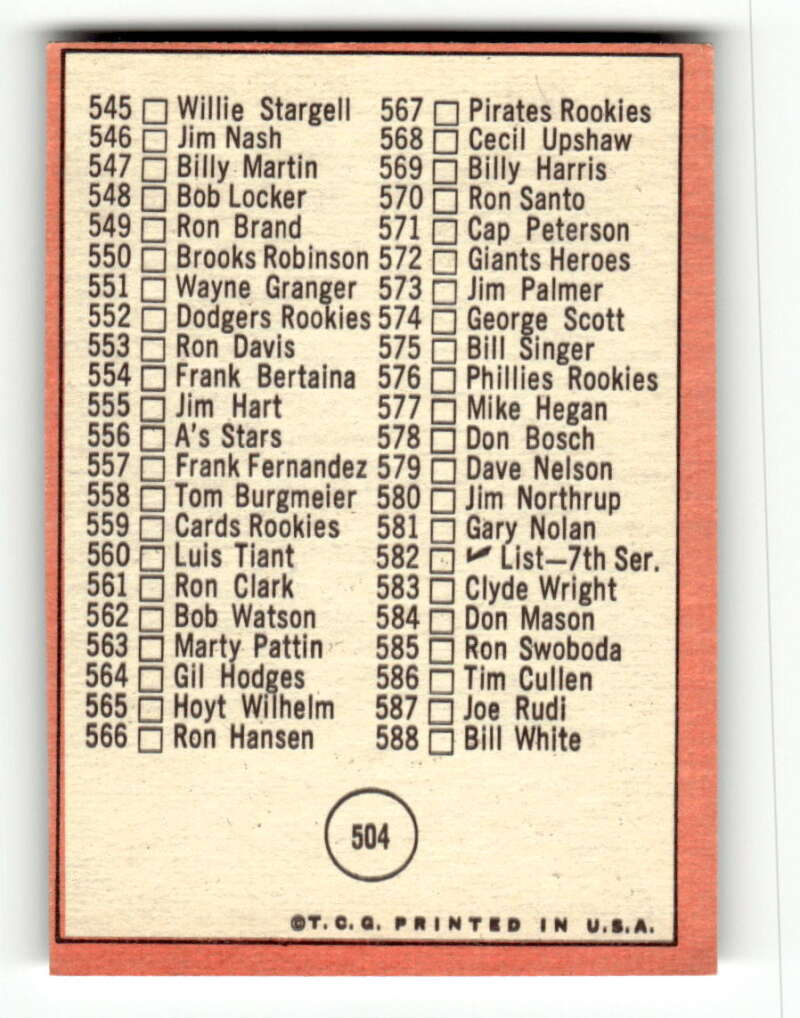 545 □ Willie Stargell
546 □ Jim Nash
547 □ Billy Martin
548 □ Bob Locker
549 □ Ron Brand
550 □ Brooks Robinson
551 □ Wayne Granger
552 □ Dodgers Rookies
553 □ Ron Davis
554 □ Frank Bertaina
555 □ Jim Hart
556 □ A's Stars
557 □ Frank Fernandez
558 □ Tom Burgmeier
559 □ Cards Rookies
560 □ Luis Tiant
561 □ Ron Clark
562 □ Bob Watson
563 □ Marty Pattin
564 □ Gil Hodges
565 □ Hoyt Wilhelm
566 □ Ron Hansen
567 □ Pirates Rookies
568 □ Cecil Upshaw
569 □ Billy Harris
570 □ Ron Santo
571 □ Cap Peterson
572 □ Giants Heroes
573 □ Jim Palmer
574 □ George Scott
575 □ Bill Singer
576 □ Phillies Rookies
577 □ Mike Hegan
578 □ Don Bosch
579 □ Dave Nelson
580 □ Jim Northrup
581 □ Gary Nolan
582 □ ✓ List—7th Ser.
583 □ Clyde Wright
584 □ Don Mason
585 □ Ron Swoboda
586 □ Tim Cullen
587 □ Joe Rudi
588 □ Bill White
504
©T.C.G. PRINTED IN U.S.A.